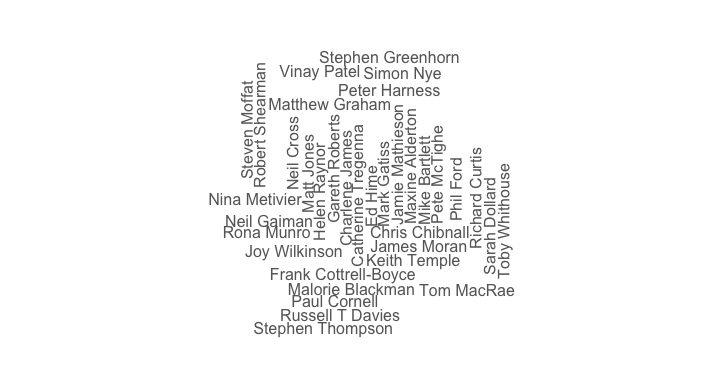 Stephen Greenhorn
Vinay Patel
Simon Nye
Peter Harness
Matthew Graham
Steven Moffat
Robert Shearman
Neil Cross
Matt Jones
Helen Raynor
Gareth Roberts
Charlene James
Catherine Tregenna
Ed Hime
Mark Gatiss
Jamie Mathieson
Maxine Alderton
Mike Bartlett
Pete McTighe
Phil Ford
Richard Curtis
Sarah Dollard
Toby Whithouse
Nina Metivier
Neil Gaiman
Rona Munro
Chris Chibnall
James Moran
Joy Wilkinson
Keith Temple
Frank Cottrell-Boyce
Malorie Blackman
Tom MacRae
Paul Cornell
Russell T Davies
Stephen Thompson